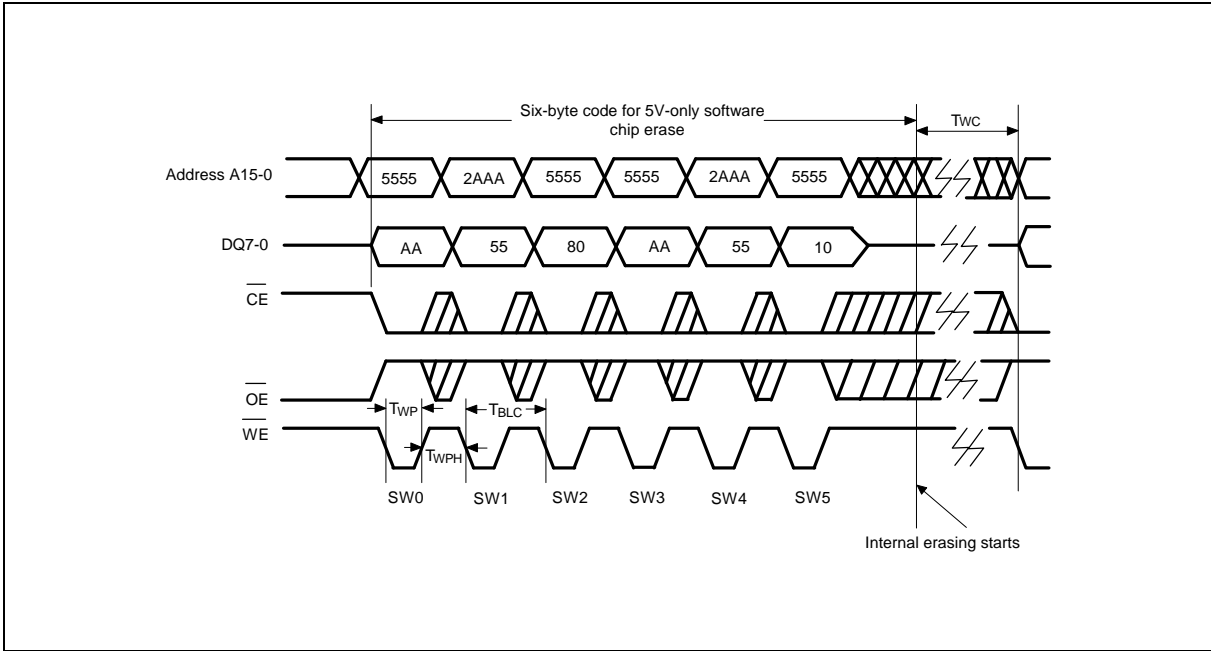 Six-byte code for 5V-only software
chip erase
TWC
Address A15-0
5555 2AAA 5555 5555 2AAA 5555
DQ7-0
AA 55 80 AA 55 10
CE
OE
TWP
TBLC
WE
TWPH
SW0 SW1 SW2 SW3 SW4 SW5
Internal erasing starts